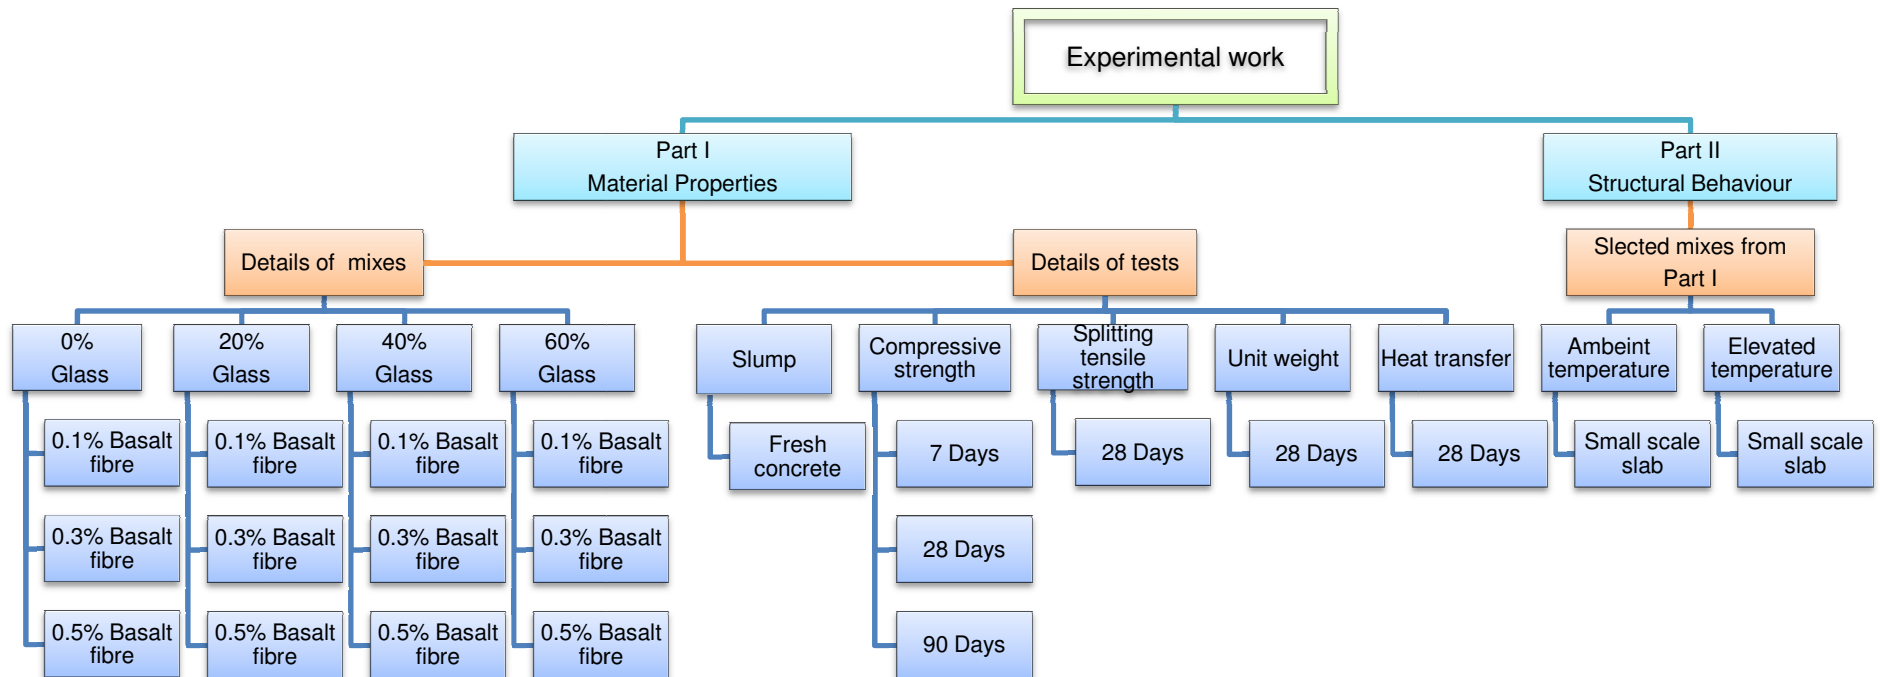 Experimental work
Part I
Material Properties
Part II
Structural Behaviour
Details of  mixes
Details of tests
Slected mixes from
Part I
0%
Glass
20%
Glass
40%
Glass
60%
Glass
Slump
Compressive
strength
Splitting
tensile
strength
Unit weight
Heat transfer
Ambeint
temperature
Elevated
temperature
0.1% Basalt
fibre
0.1% Basalt
fibre
0.1% Basalt
fibre
0.1% Basalt
fibre
Fresh
concrete
7 Days
28 Days
28 Days
28 Days
Small scale
slab
Small scale
slab
0.3% Basalt
fibre
0.3% Basalt
fibre
0.3% Basalt
fibre
0.3% Basalt
fibre
28 Days
0.5% Basalt
fibre
0.5% Basalt
fibre
0.5% Basalt
fibre
0.5% Basalt
fibre
90 Days